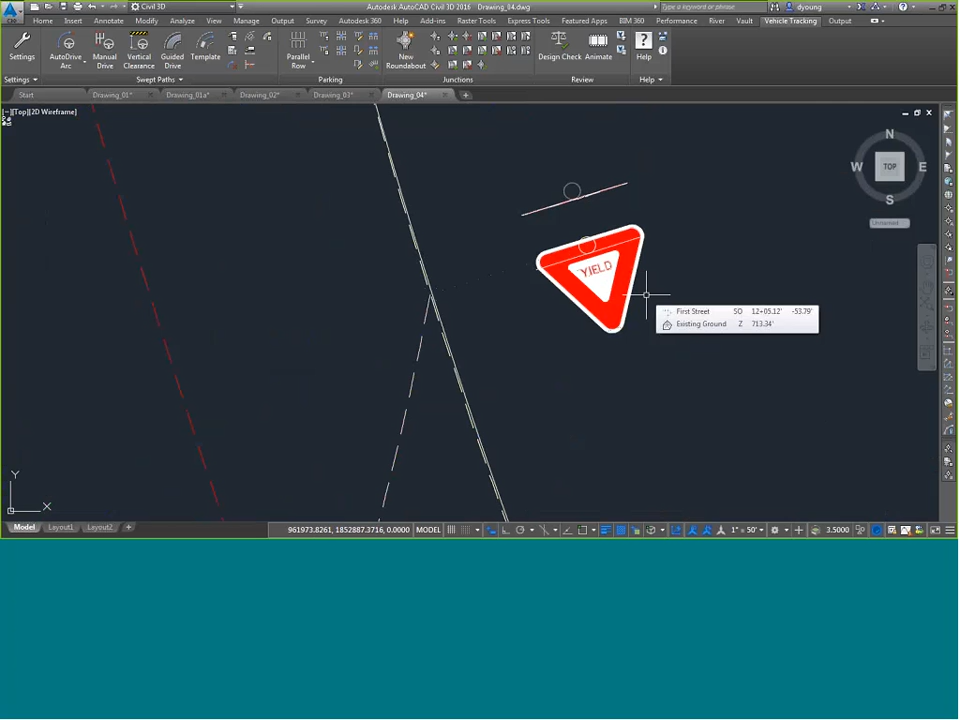 Autodesk AutoCAD Civil 3D 2016 Drawing_04.dwg
Civil 3D
Type a keyword or phrase
dyoung
Home Insert Annotate Modify Analyze View Manage Output Survey Autodesk 360 Help Add-ins Raster Tools Express Tools Featured Apps BIM 360 Performance River Vault Vehicle Tracking Output
Settings
AutoDrive Arc
Manual Drive
Vertical Clearance
Guided Drive
Template
Parallel Row
New Roundabout
Design Check
Animate
Help
Settings Swept Paths Parking Junctions Review Help
Start Drawing_01* Drawing_01a* Drawing_02* Drawing_03* Drawing_04*
[-][Top][2D Wireframe]
N
W TOP E
S
Unnamed
YIELD
First Street SO 12+05.12' -53.79'
Existing Ground Z 713.34'
Y
X
Model Layout1 Layout2 +
961973.8261, 1852887.3716, 0.0000 MODEL 1" = 50' 3.5000